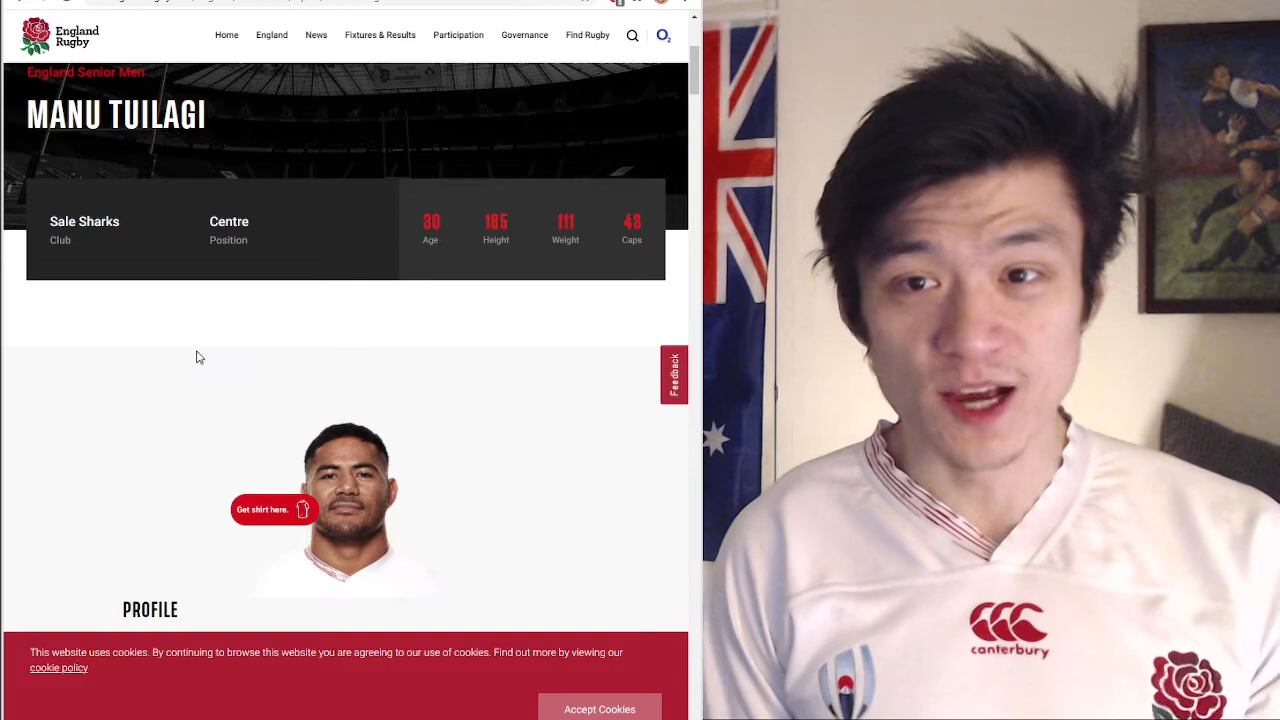 England
Rugby
Home England News Fixtures & Results Participation Governance Find Rugby O2
England Senior Men
MANU TUILAGI
Sale Sharks Centre 30 185 111 43
Club Position Age Height Weight Caps
Feedback
Get shirt here.
PROFILE
This website uses cookies. By continuing to browse this website you are agreeing to our use of cookies. Find out more by viewing our
cookie policy
Accept Cookies
canterbury